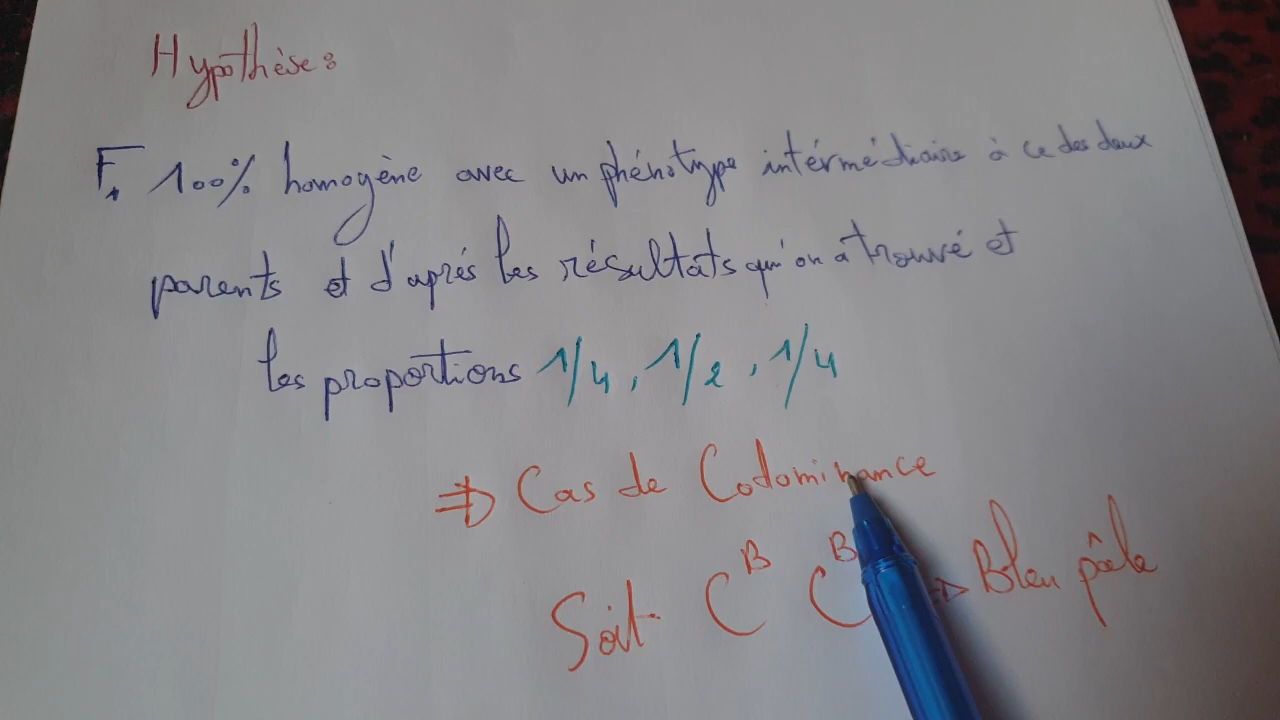 Hypothèse :
F1 100% homogène avec un phénotype intérmédiaire à ce des deux
parents et d'après les résultats qu'on a trouvé et
les proportions 1/4, 1/2, 1/4
⇒ Cas de Codominance
Soit C^B C^B ⇒ Bleu pâle